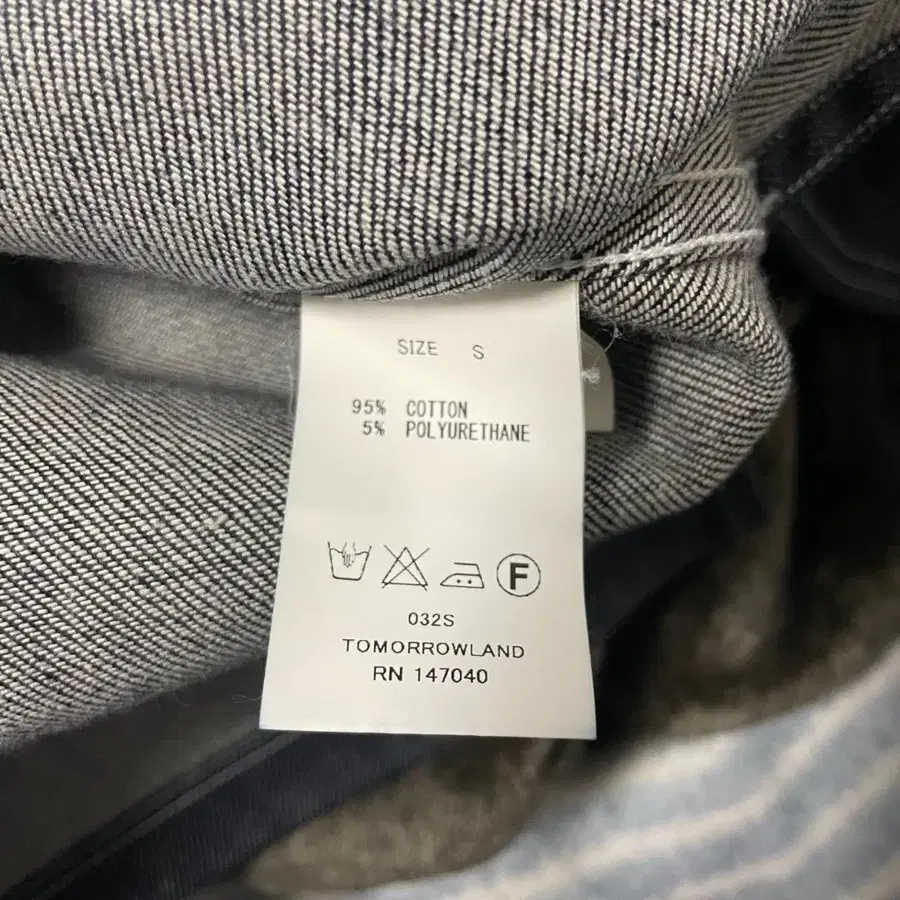 SIZE S
95% COTTON
5% POLYURETHANE
F
032S
TOMORROWLAND
RN 147040